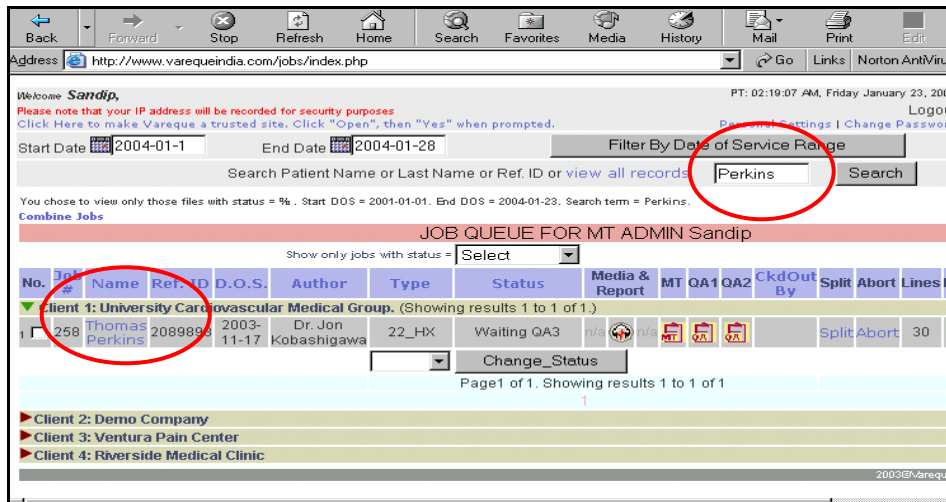 Back Forward Stop Refresh Home Search Favorites Media History Mail Print Edit
Address http://www.varequeindia.com/jobs/index.php Go Links Norton AntiViru
Welcome Sandip, PT: 02:19:07 AM, Friday January 23, 200
Please note that your IP address will be recorded for security purposes Logou
Click Here to make Vareque a trusted site. Click "Open", then "Yes" when prompted. Personal Settings | Change Passwor
Start Date 2004-01-1 End Date 2004-01-28 Filter By Date of Service Range
Search Patient Name or Last Name or Ref. ID or view all records Perkins Search
You chose to view only those files with status = % . Start DOS = 2001-01-01. End DOS = 2004-01-23. Search term = Perkins.
Combine Jobs
JOB QUEUE FOR MT ADMIN Sandip
Show only jobs with status = Select
No. Job # Name Ref. ID D.O.S. Author Type Status Media & Report MT QA1 QA2 CkdOut By Split Abort Lines
Client 1: University Cardiovascular Medical Group. (Showing results 1 to 1 of 1.)
1 258 Thomas Perkins 2089893 2003-11-17 Dr. Jon Kobashigawa 22_HX Waiting QA3 n/a n/a MT QA QA Split Abort 30
Change_Status
Page1 of 1. Showing results 1 to 1 of 1
1
Client 2: Demo Company
Client 3: Ventura Pain Center
Client 4: Riverside Medical Clinic
2003@Varequ